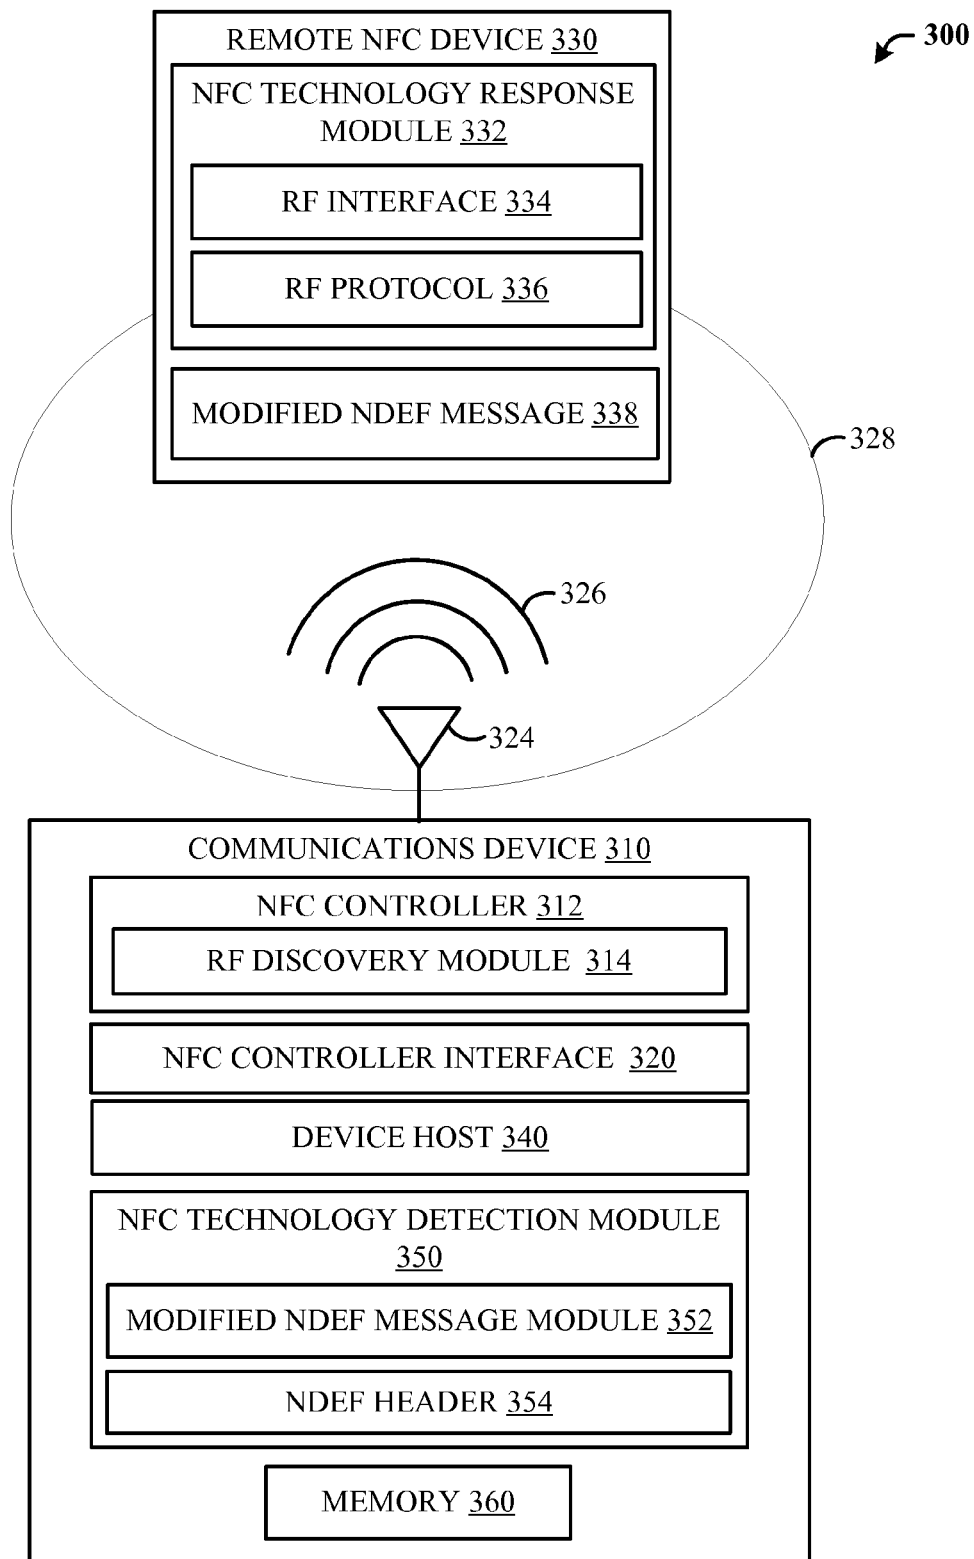 300
REMOTE NFC DEVICE 330
NFC TECHNOLOGY RESPONSE
MODULE 332
RF INTERFACE 334
RF PROTOCOL 336
MODIFIED NDEF MESSAGE 338
328
326
324
COMMUNICATIONS DEVICE 310
NFC CONTROLLER 312
RF DISCOVERY MODULE 314
NFC CONTROLLER INTERFACE 320
DEVICE HOST 340
NFC TECHNOLOGY DETECTION MODULE
350
MODIFIED NDEF MESSAGE MODULE 352
NDEF HEADER 354
MEMORY 360